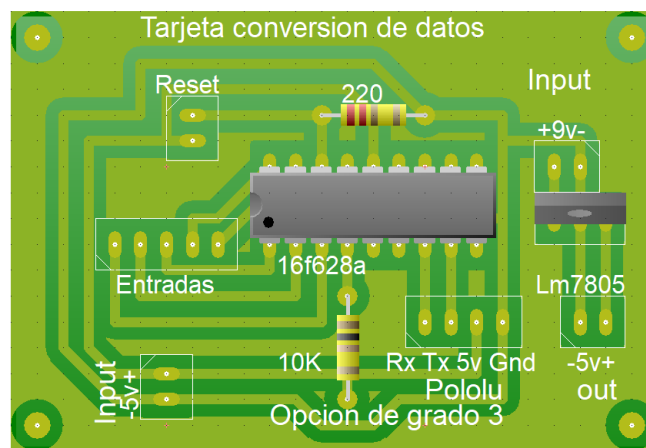 Tarjeta conversion de datos
Reset
220
Input
+9v-
16f628a
Entradas
Lm7805
10K
Rx Tx 5v Gnd
-5v+
Pololu
out
Input
-5v+
Opcion de grado 3